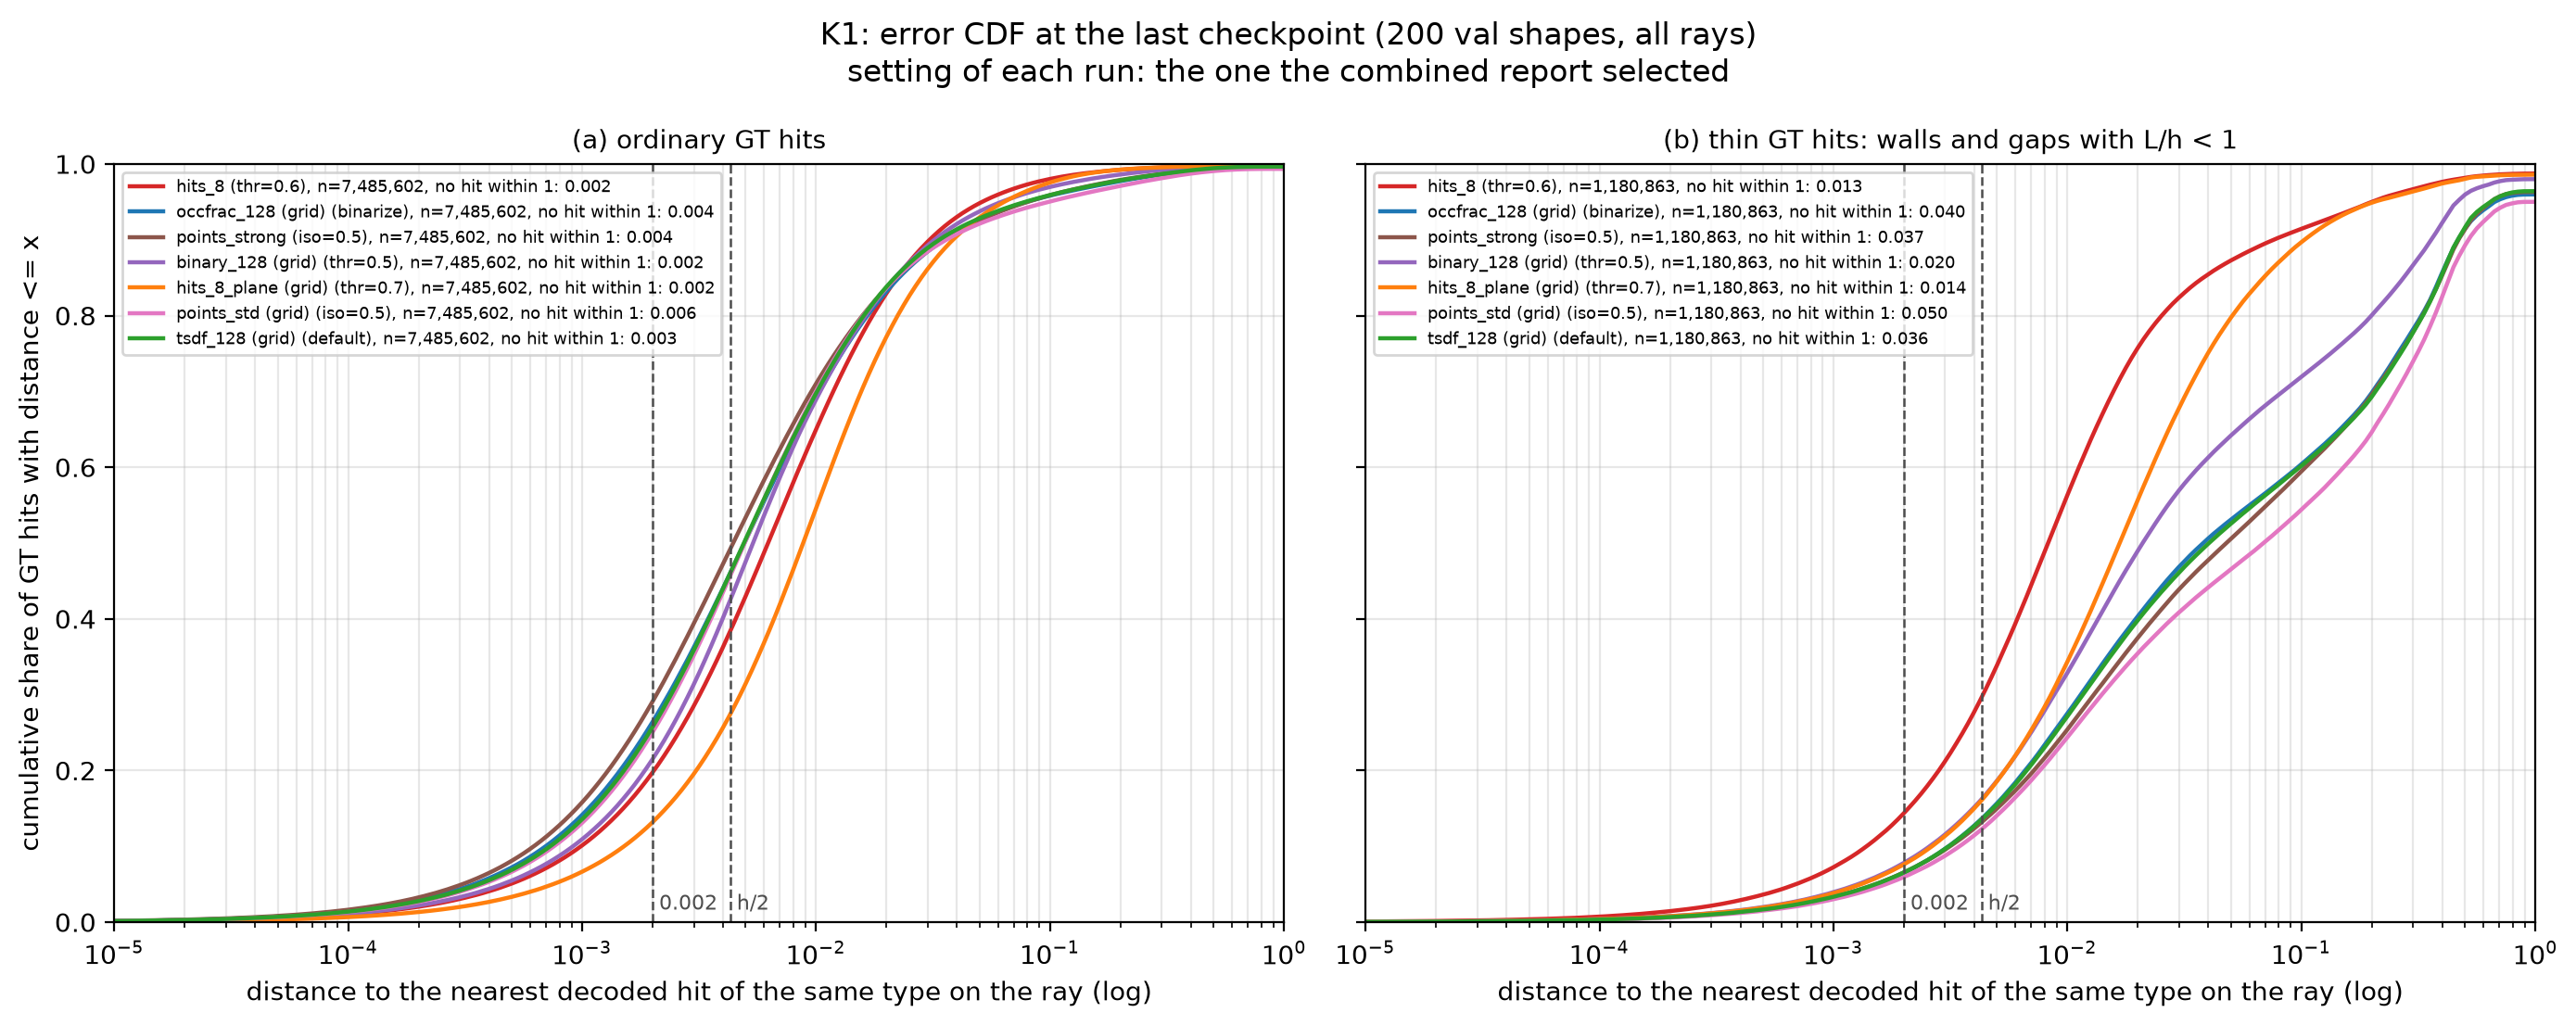 K1: error CDF at the last checkpoint (200 val shapes, all rays)
setting of each run: the one the combined report selected
(a) ordinary GT hits
hits_8 (thr=0.6), n=7,485,602, no hit within 1: 0.002
occfrac_128 (grid) (binarize), n=7,485,602, no hit within 1: 0.004
points_strong (iso=0.5), n=7,485,602, no hit within 1: 0.004
binary_128 (grid) (thr=0.5), n=7,485,602, no hit within 1: 0.002
hits_8_plane (grid) (thr=0.7), n=7,485,602, no hit within 1: 0.002
points_std (grid) (iso=0.5), n=7,485,602, no hit within 1: 0.006
tsdf_128 (grid) (default), n=7,485,602, no hit within 1: 0.003
cumulative share of GT hits with distance <= x
1.0
0.8
0.6
0.4
0.2
0.0
0.002
h/2
10⁻⁵
10⁻⁴
10⁻³
10⁻²
10⁻¹
10⁰
distance to the nearest decoded hit of the same type on the ray (log)
(b) thin GT hits: walls and gaps with L/h < 1
hits_8 (thr=0.6), n=1,180,863, no hit within 1: 0.013
occfrac_128 (grid) (binarize), n=1,180,863, no hit within 1: 0.040
points_strong (iso=0.5), n=1,180,863, no hit within 1: 0.037
binary_128 (grid) (thr=0.5), n=1,180,863, no hit within 1: 0.020
hits_8_plane (grid) (thr=0.7), n=1,180,863, no hit within 1: 0.014
points_std (grid) (iso=0.5), n=1,180,863, no hit within 1: 0.050
tsdf_128 (grid) (default), n=1,180,863, no hit within 1: 0.036
0.002
h/2
10⁻⁵
10⁻⁴
10⁻³
10⁻²
10⁻¹
10⁰
distance to the nearest decoded hit of the same type on the ray (log)